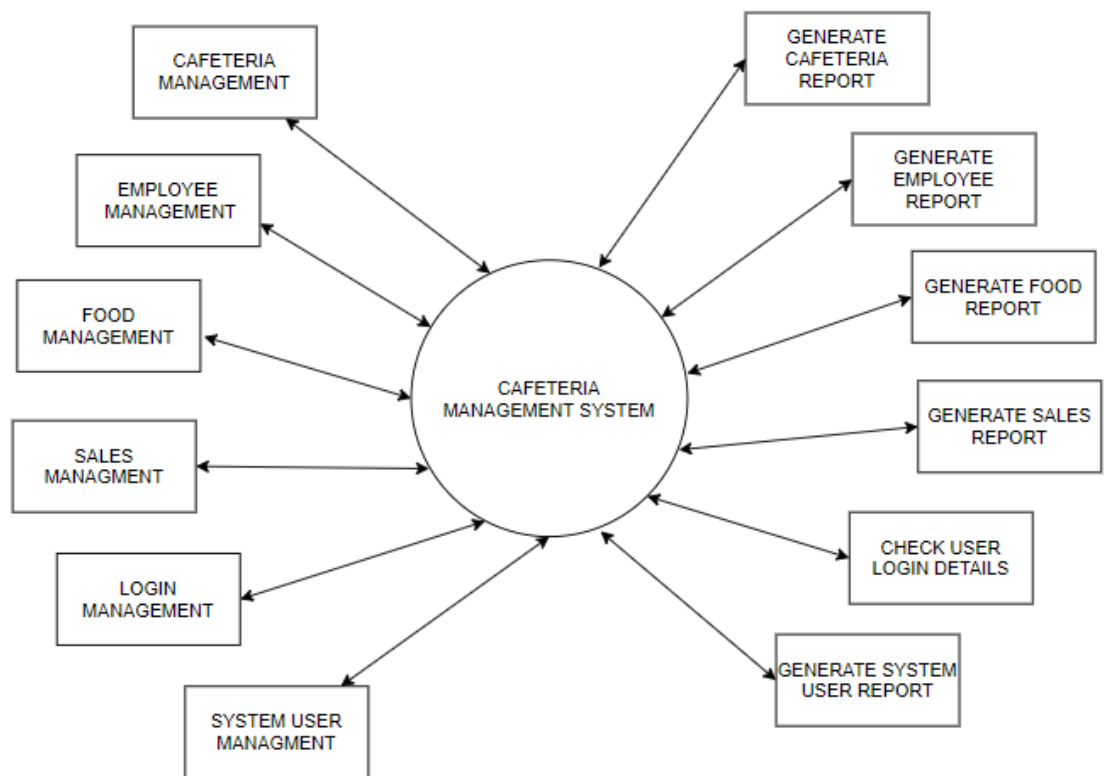 CAFETERIA
MANAGEMENT
EMPLOYEE
MANAGEMENT
FOOD
MANAGEMENT
SALES
MANAGMENT
LOGIN
MANAGEMENT
SYSTEM USER
MANAGMENT
CAFETERIA
MANAGEMENT SYSTEM
GENERATE
CAFETERIA
REPORT
GENERATE
EMPLOYEE
REPORT
GENERATE FOOD
REPORT
GENERATE SALES
REPORT
CHECK USER
LOGIN DETAILS
GENERATE SYSTEM
USER REPORT